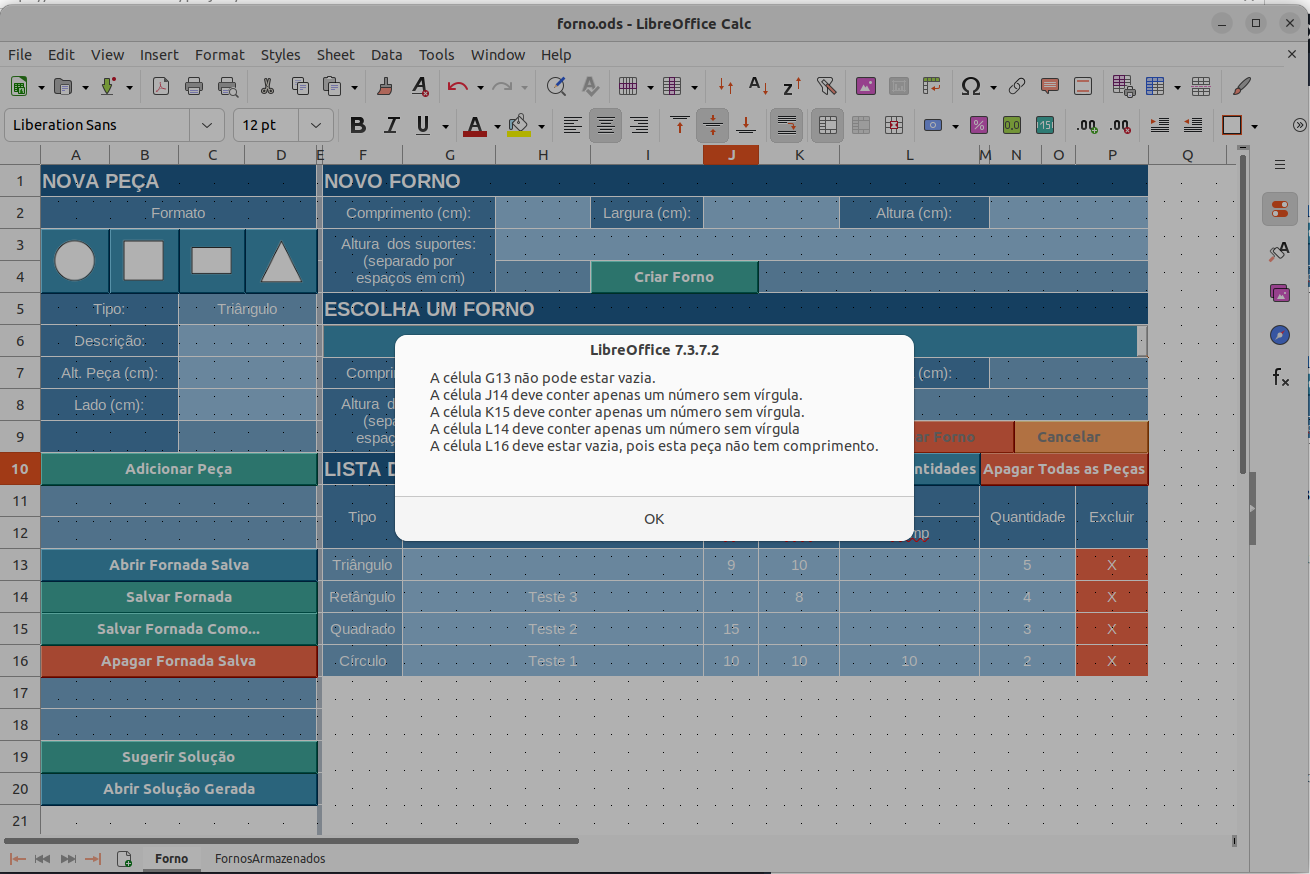 forno.ods - LibreOffice Calc
File Edit View Insert Format Styles Sheet Data Tools Window Help
Liberation Sans 12 pt
A B C D E F G H I J K L M N O P Q
1 NOVA PEÇA NOVO FORNO
2 Formato Comprimento (cm): Largura (cm): Altura (cm):
3 Altura dos suportes:
(separado por
4 espaços em cm) Criar Forno
5 Tipo: Triângulo ESCOLHA UM FORNO
6 Descrição:
7 Alt. Peça (cm): Compri (cm):
8 Lado (cm): Altura d
(sepa
9 espaç ar Forno Cancelar
10 Adicionar Peça LISTA D ntidades Apagar Todas as Peças
LibreOffice 7.3.7.2
A célula G13 não pode estar vazia.
A célula J14 deve conter apenas um número sem vírgula.
A célula K15 deve conter apenas um número sem vírgula.
A célula L14 deve conter apenas um número sem vírgula
A célula L16 deve estar vazia, pois esta peça não tem comprimento.
OK
11 Tipo Quantidade Excluir
12 mp
13 Abrir Fornada Salva Triângulo 9 10 5 X
14 Salvar Fornada Retângulo Teste 3 8 4 X
15 Salvar Fornada Como... Quadrado Teste 2 15 3 X
16 Apagar Fornada Salva Círculo Teste 1 10 10 10 2 X
17
18
19 Sugerir Solução
20 Abrir Solução Gerada
21
Forno FornosArmazenados